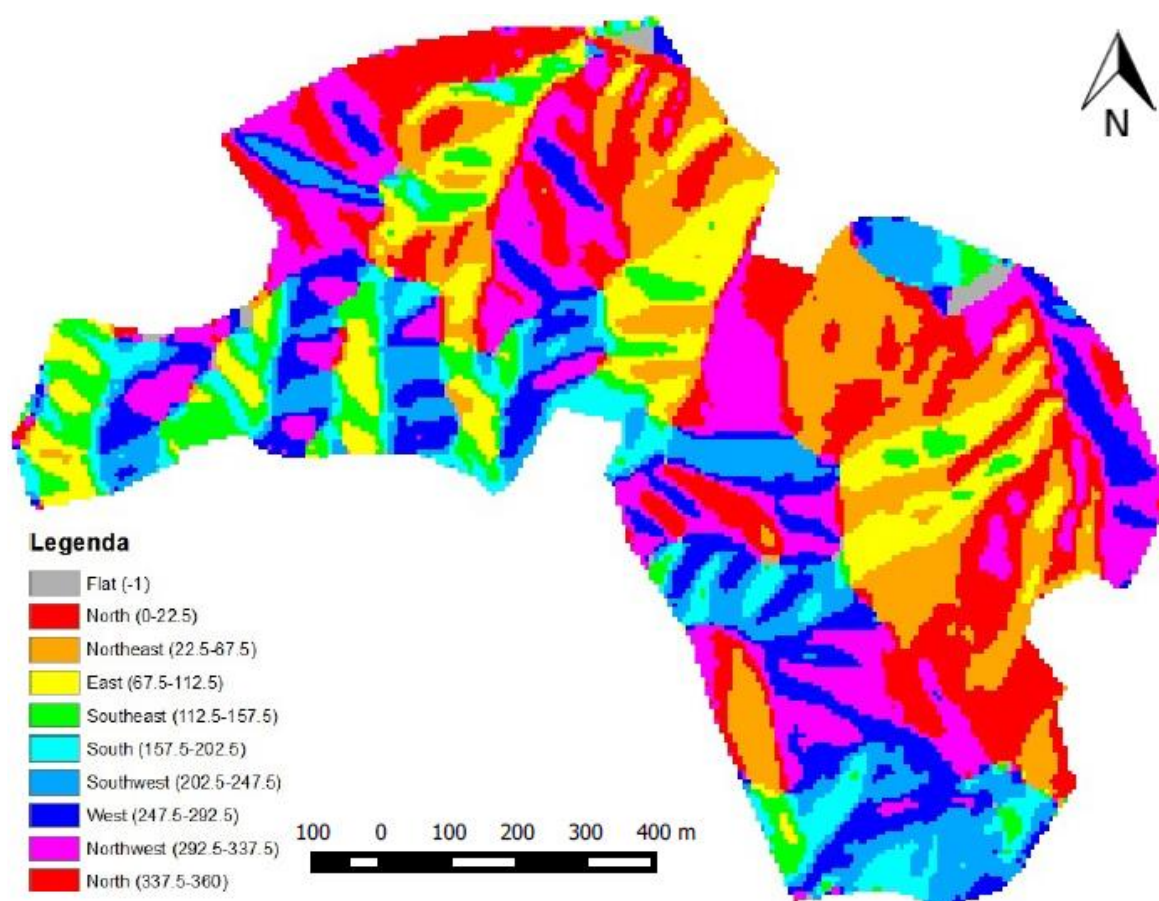 N
Legenda
Flat (-1)
North (0-22.5)
Northeast (22.5-67.5)
East (67.5-112.5)
Southeast (112.5-157.5)
South (157.5-202.5)
Southwest (202.5-247.5)
West (247.5-292.5)
Northwest (292.5-337.5)
North (337.5-360)
100 0 100 200 300 400 m